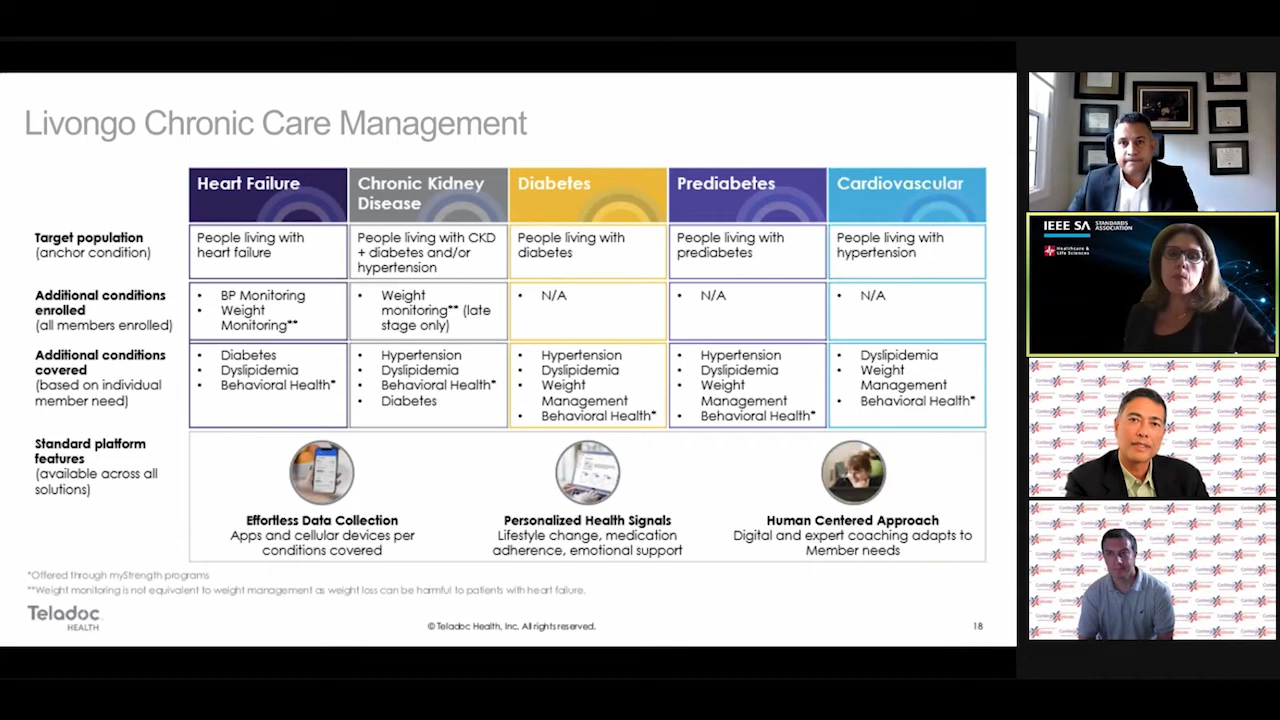 Livongo Chronic Care Management
Heart Failure
Chronic Kidney
Disease
Diabetes
Prediabetes
Cardiovascular
Target population
(anchor condition)
People living with
heart failure
People living with CKD
+ diabetes and/or
hypertension
People living with
diabetes
People living with
prediabetes
People living with
hypertension
Additional conditions
enrolled
(all members enrolled)
• BP Monitoring
• Weight
Monitoring**
• Weight
monitoring** (late
stage only)
• N/A
• N/A
• N/A
Additional conditions
covered
(based on individual
member need)
• Diabetes
• Dyslipidemia
• Behavioral Health*
• Hypertension
• Dyslipidemia
• Behavioral Health*
• Diabetes
• Hypertension
• Dyslipidemia
• Weight
Management
• Behavioral Health*
• Hypertension
• Dyslipidemia
• Weight
Management
• Behavioral Health*
• Dyslipidemia
• Weight
Management
• Behavioral Health*
Standard platform
features
(available across all
solutions)
Effortless Data Collection
Apps and cellular devices per
conditions covered
Personalized Health Signals
Lifestyle change, medication
adherence, emotional support
Human Centered Approach
Digital and expert coaching adapts to
Member needs
*Offered through myStrength programs
**Weight monitoring is not equivalent to weight management as weight loss can be harmful to patients with heart failure.
Teladoc
HEALTH
© Teladoc Health, Inc. All rights reserved.
18
IEEE SA
STANDARDS
ASSOCIATION
Healthcare &
Life Sciences